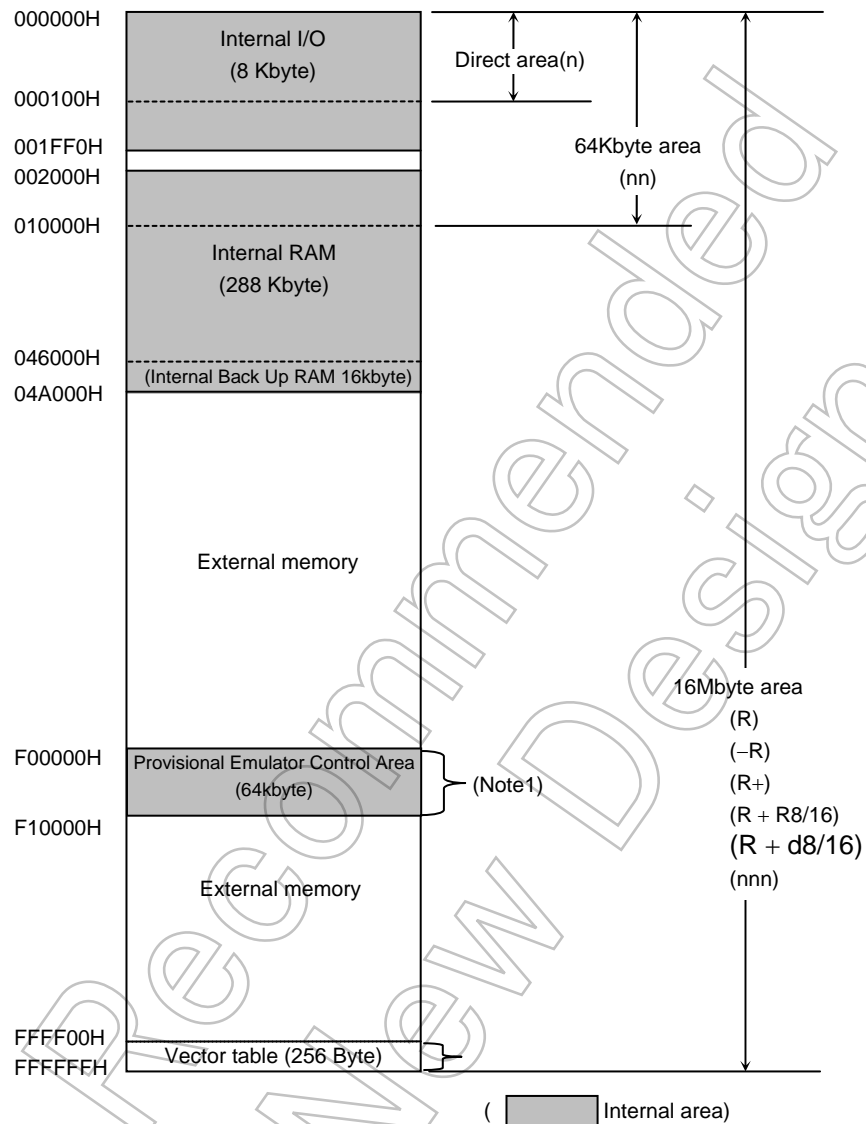 000000H
Internal I/O
(8 Kbyte)
Direct area(n)
000100H
64Kbyte area
(nn)
001FF0H
002000H
010000H
Internal RAM
(288 Kbyte)
046000H
(Internal Back Up RAM 16kbyte)
04A000H
External memory
16Mbyte area
(R)
(−R)
(R+)
(R + R8/16)
(R + d8/16)
(nnn)
F00000H
Provisional Emulator Control Area
(64kbyte)
(Note1)
F10000H
External memory
FFFF00H
Vector table (256 Byte)
FFFFFFH
( Internal area)
Recommended
New Design